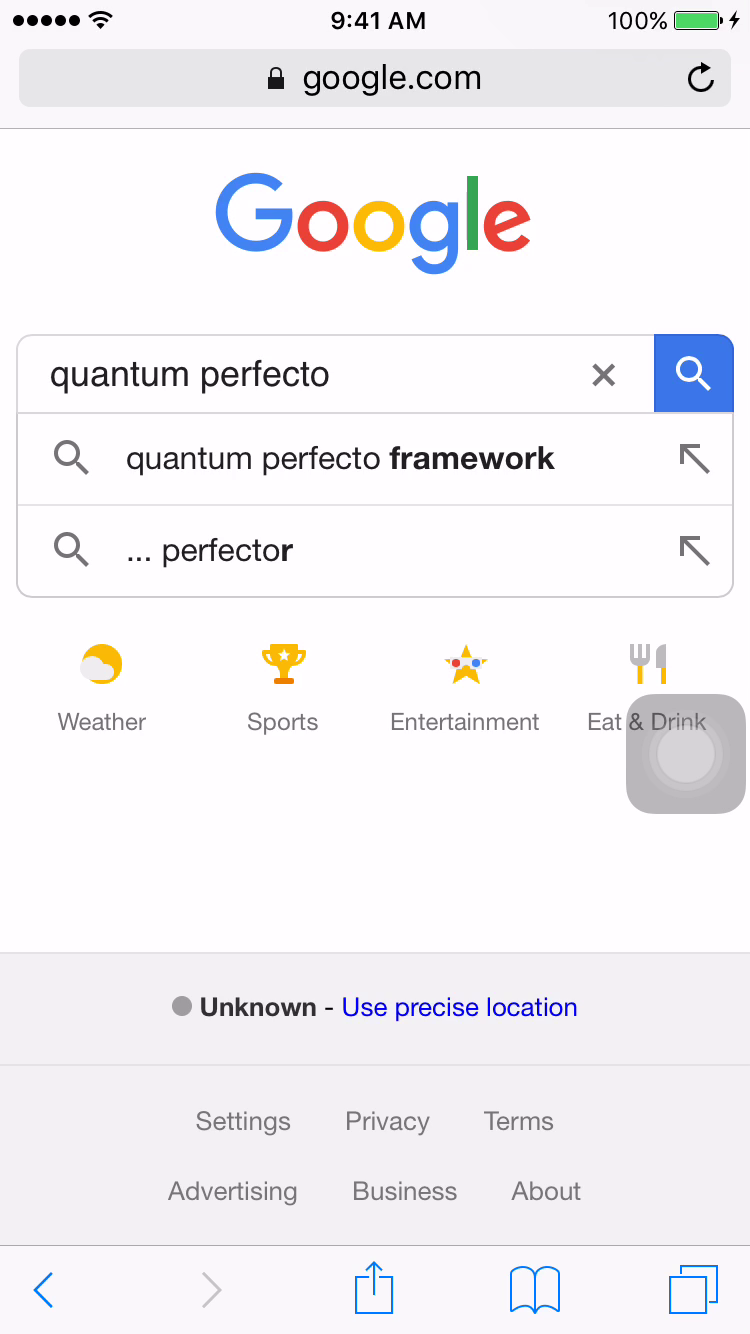 9:41 AM 100%
google.com
Google
quantum perfecto
quantum perfecto framework
... perfector
Weather Sports Entertainment Eat & Drink
Unknown - Use precise location
Settings Privacy Terms
Advertising Business About